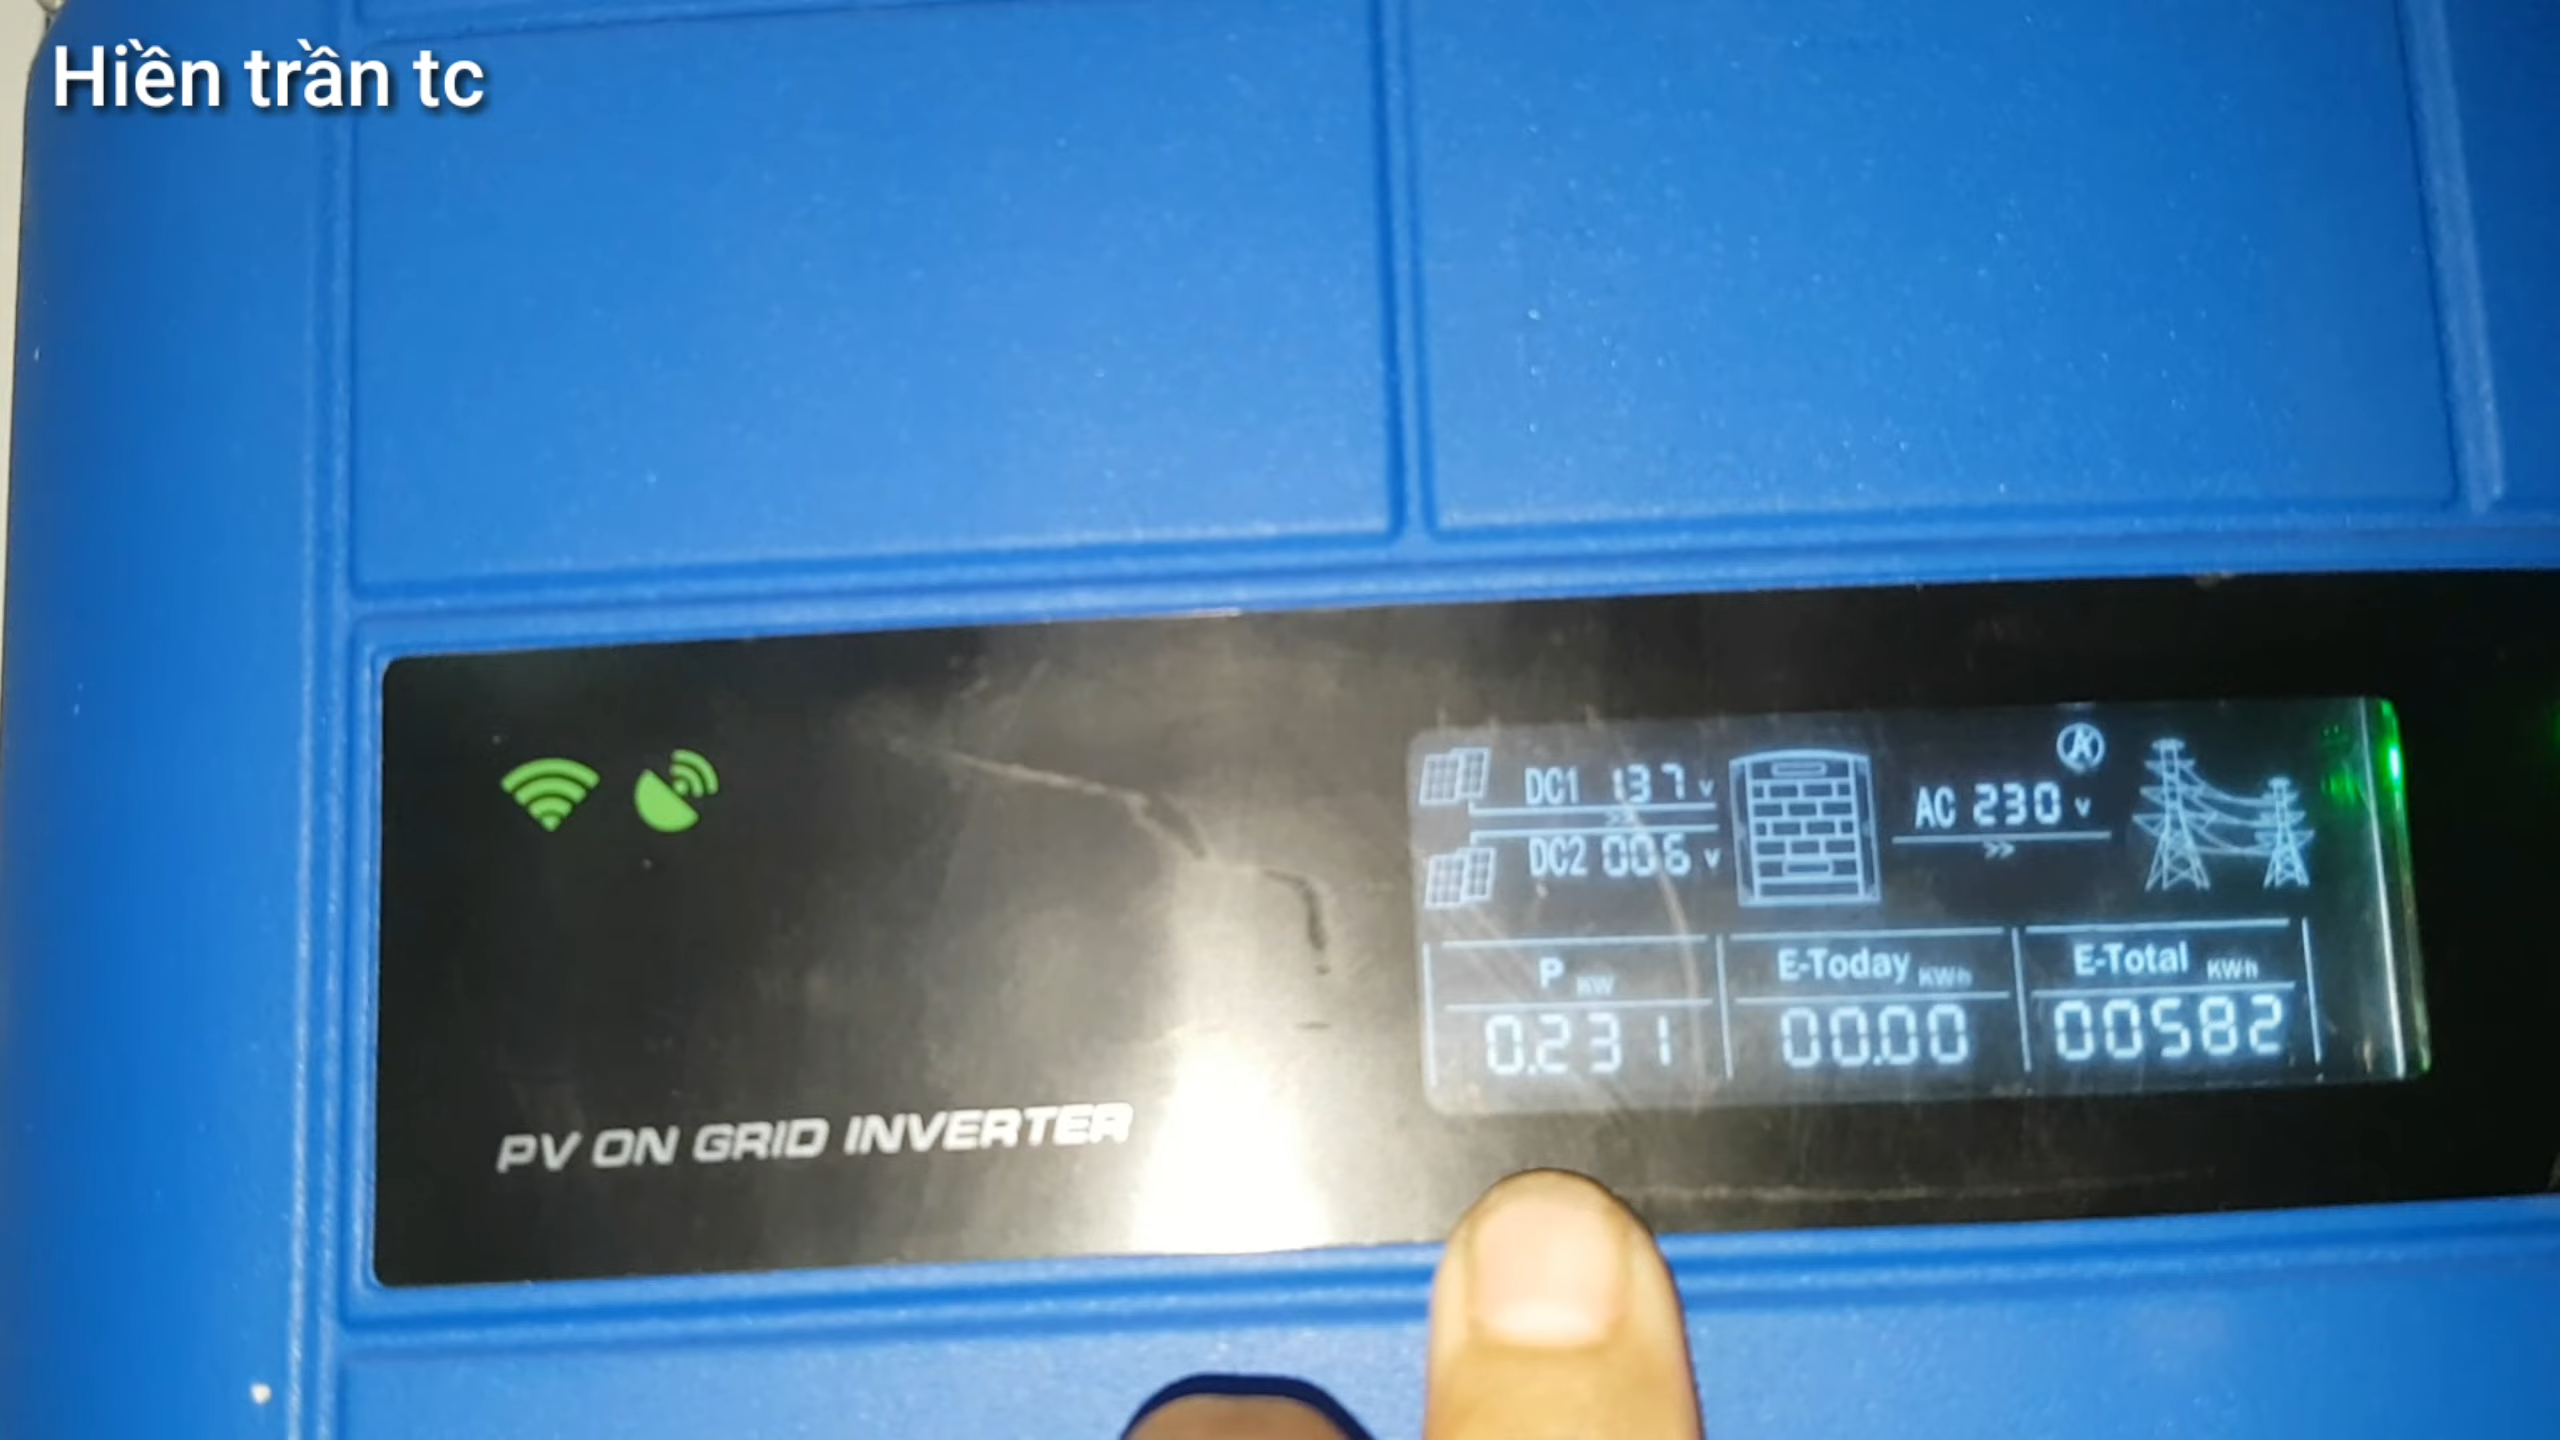 Hiền trần tc
DC1 137 v
AC 230 v
DC2 006 v
P KW
E-Today KWh
E-Total KWh
0.231
00.00
00582
PV ON GRID INVERTER